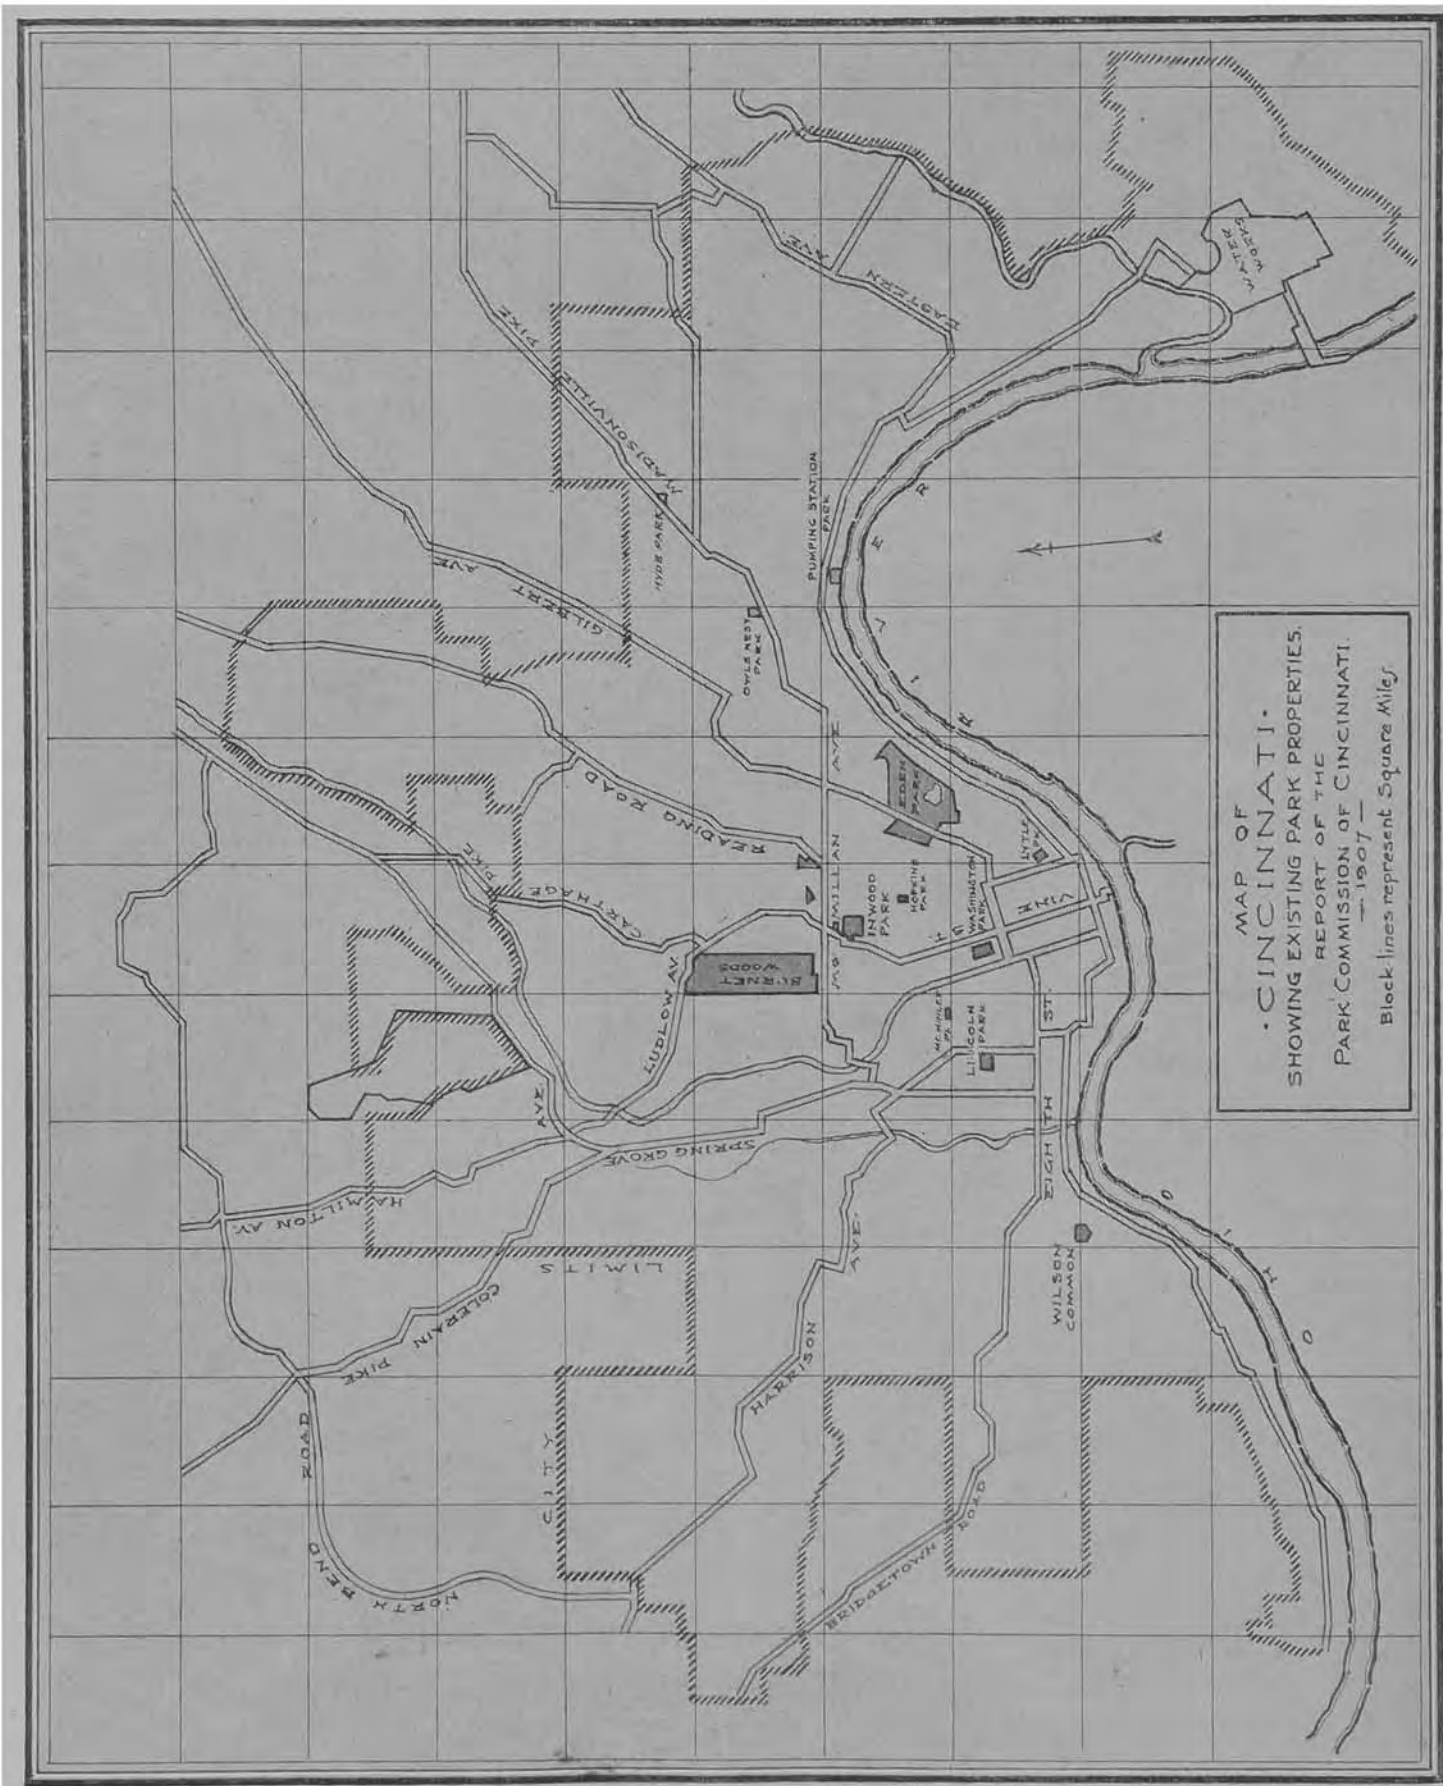 MAP OF
• CINCINNATI •
SHOWING EXISTING PARK PROPERTIES.
REPORT OF THE
PARK COMMISSION OF CINCINNATI.
— 1907 —
Block-lines represent Square Miles
NORTH BEND ROAD
COLERAIN PIKE
HAMILTON AV.
CITY LIMITS
HARRISON AVE.
BRIDGETOWN ROAD
SPRING GROVE AVE.
LUDLOW AV.
CARTHAGE PIKE
READING ROAD
GILBERT AVE
MADISONVILLE PIKE
EASTERN AVE.
McMILLAN AVE
EIGHTH ST.
VINE
OHIO RIVER
WATER
WORKS
PUMPING STATION
PARK
HYDE PARK
OWLS NEST
PARK
EDEN
PARK
LYTLE
PK
HOPKINS
PARK
WASHINGTON
PARK
INWOOD
PARK
BURNET
WOODS
LINCOLN
PARK
WILSON
COMMON